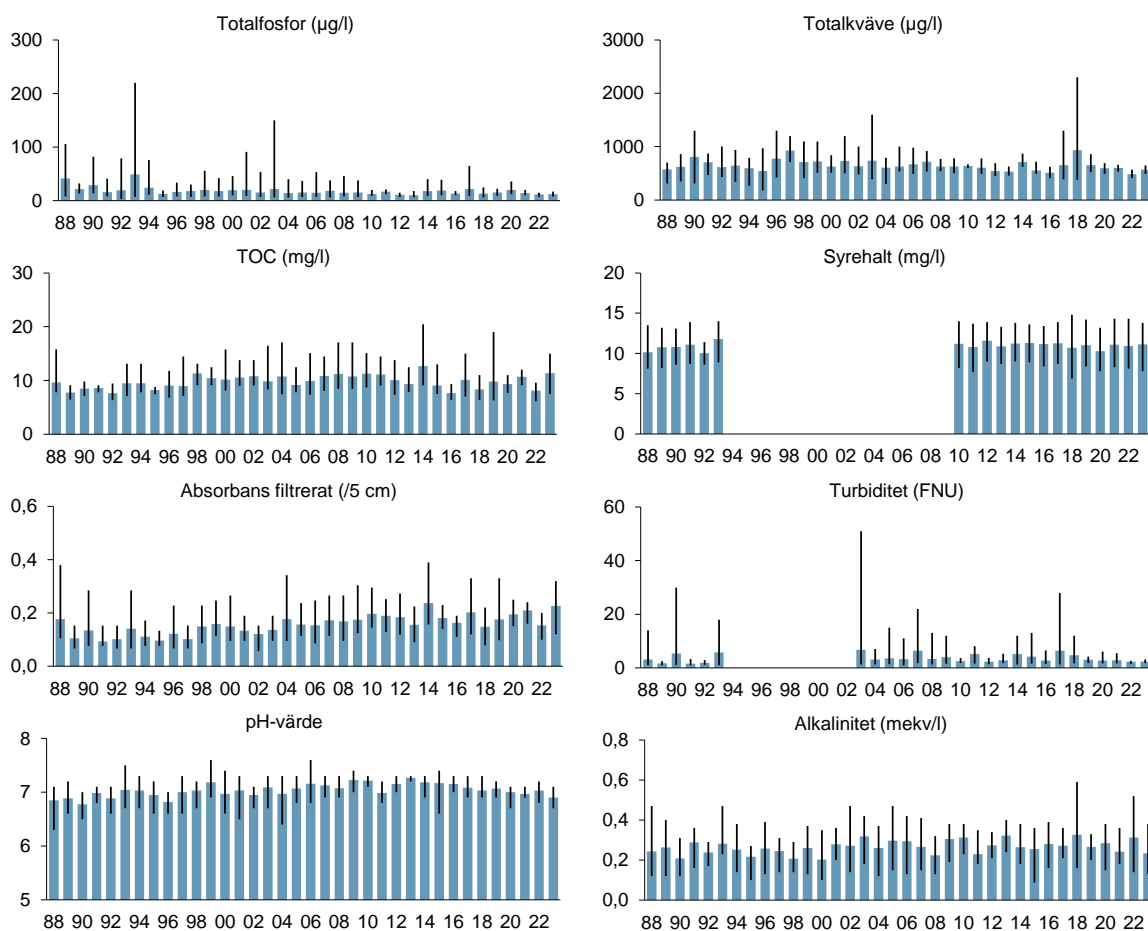 Totalfosfor (µg/l)
300
200
100
0
88 90 92 94 96 98 00 02 04 06 08 10 12 14 16 18 20 22
Totalkväve (µg/l)
3000
2000
1000
0
88 90 92 94 96 98 00 02 04 06 08 10 12 14 16 18 20 22
TOC (mg/l)
30
20
10
0
88 90 92 94 96 98 00 02 04 06 08 10 12 14 16 18 20 22
Syrehalt (mg/l)
20
15
10
5
0
88 90 92 94 96 98 00 02 04 06 08 10 12 14 16 18 20 22
Absorbans filtrerat (/5 cm)
0,6
0,4
0,2
0,0
88 90 92 94 96 98 00 02 04 06 08 10 12 14 16 18 20 22
Turbiditet (FNU)
60
40
20
0
88 90 92 94 96 98 00 02 04 06 08 10 12 14 16 18 20 22
pH-värde
8
7
6
5
88 90 92 94 96 98 00 02 04 06 08 10 12 14 16 18 20 22
Alkalinitet (mekv/l)
0,8
0,6
0,4
0,2
0,0
88 90 92 94 96 98 00 02 04 06 08 10 12 14 16 18 20 22